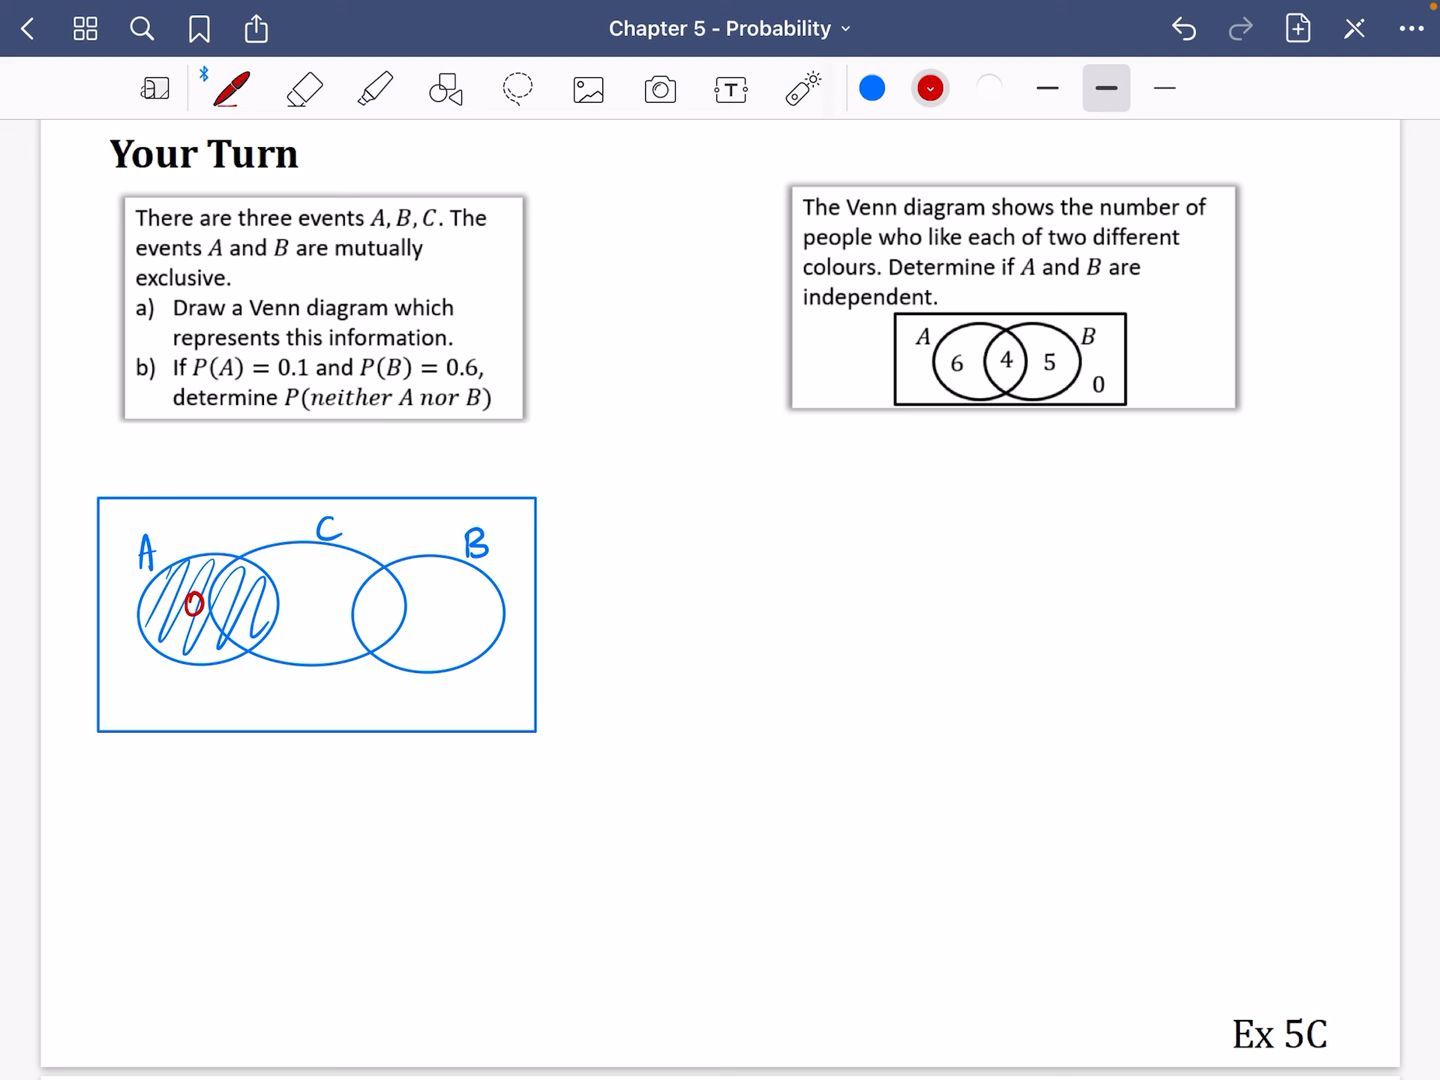 Chapter 5 - Probability
T
Your Turn
There are three events A, B, C. The
events A and B are mutually
exclusive.
a) Draw a Venn diagram which
represents this information.
b) If P(A) = 0.1 and P(B) = 0.6,
determine P(neither A nor B)
The Venn diagram shows the number of
people who like each of two different
colours. Determine if A and B are
independent.
A B
6 4 5
0
A C B
0
Ex 5C